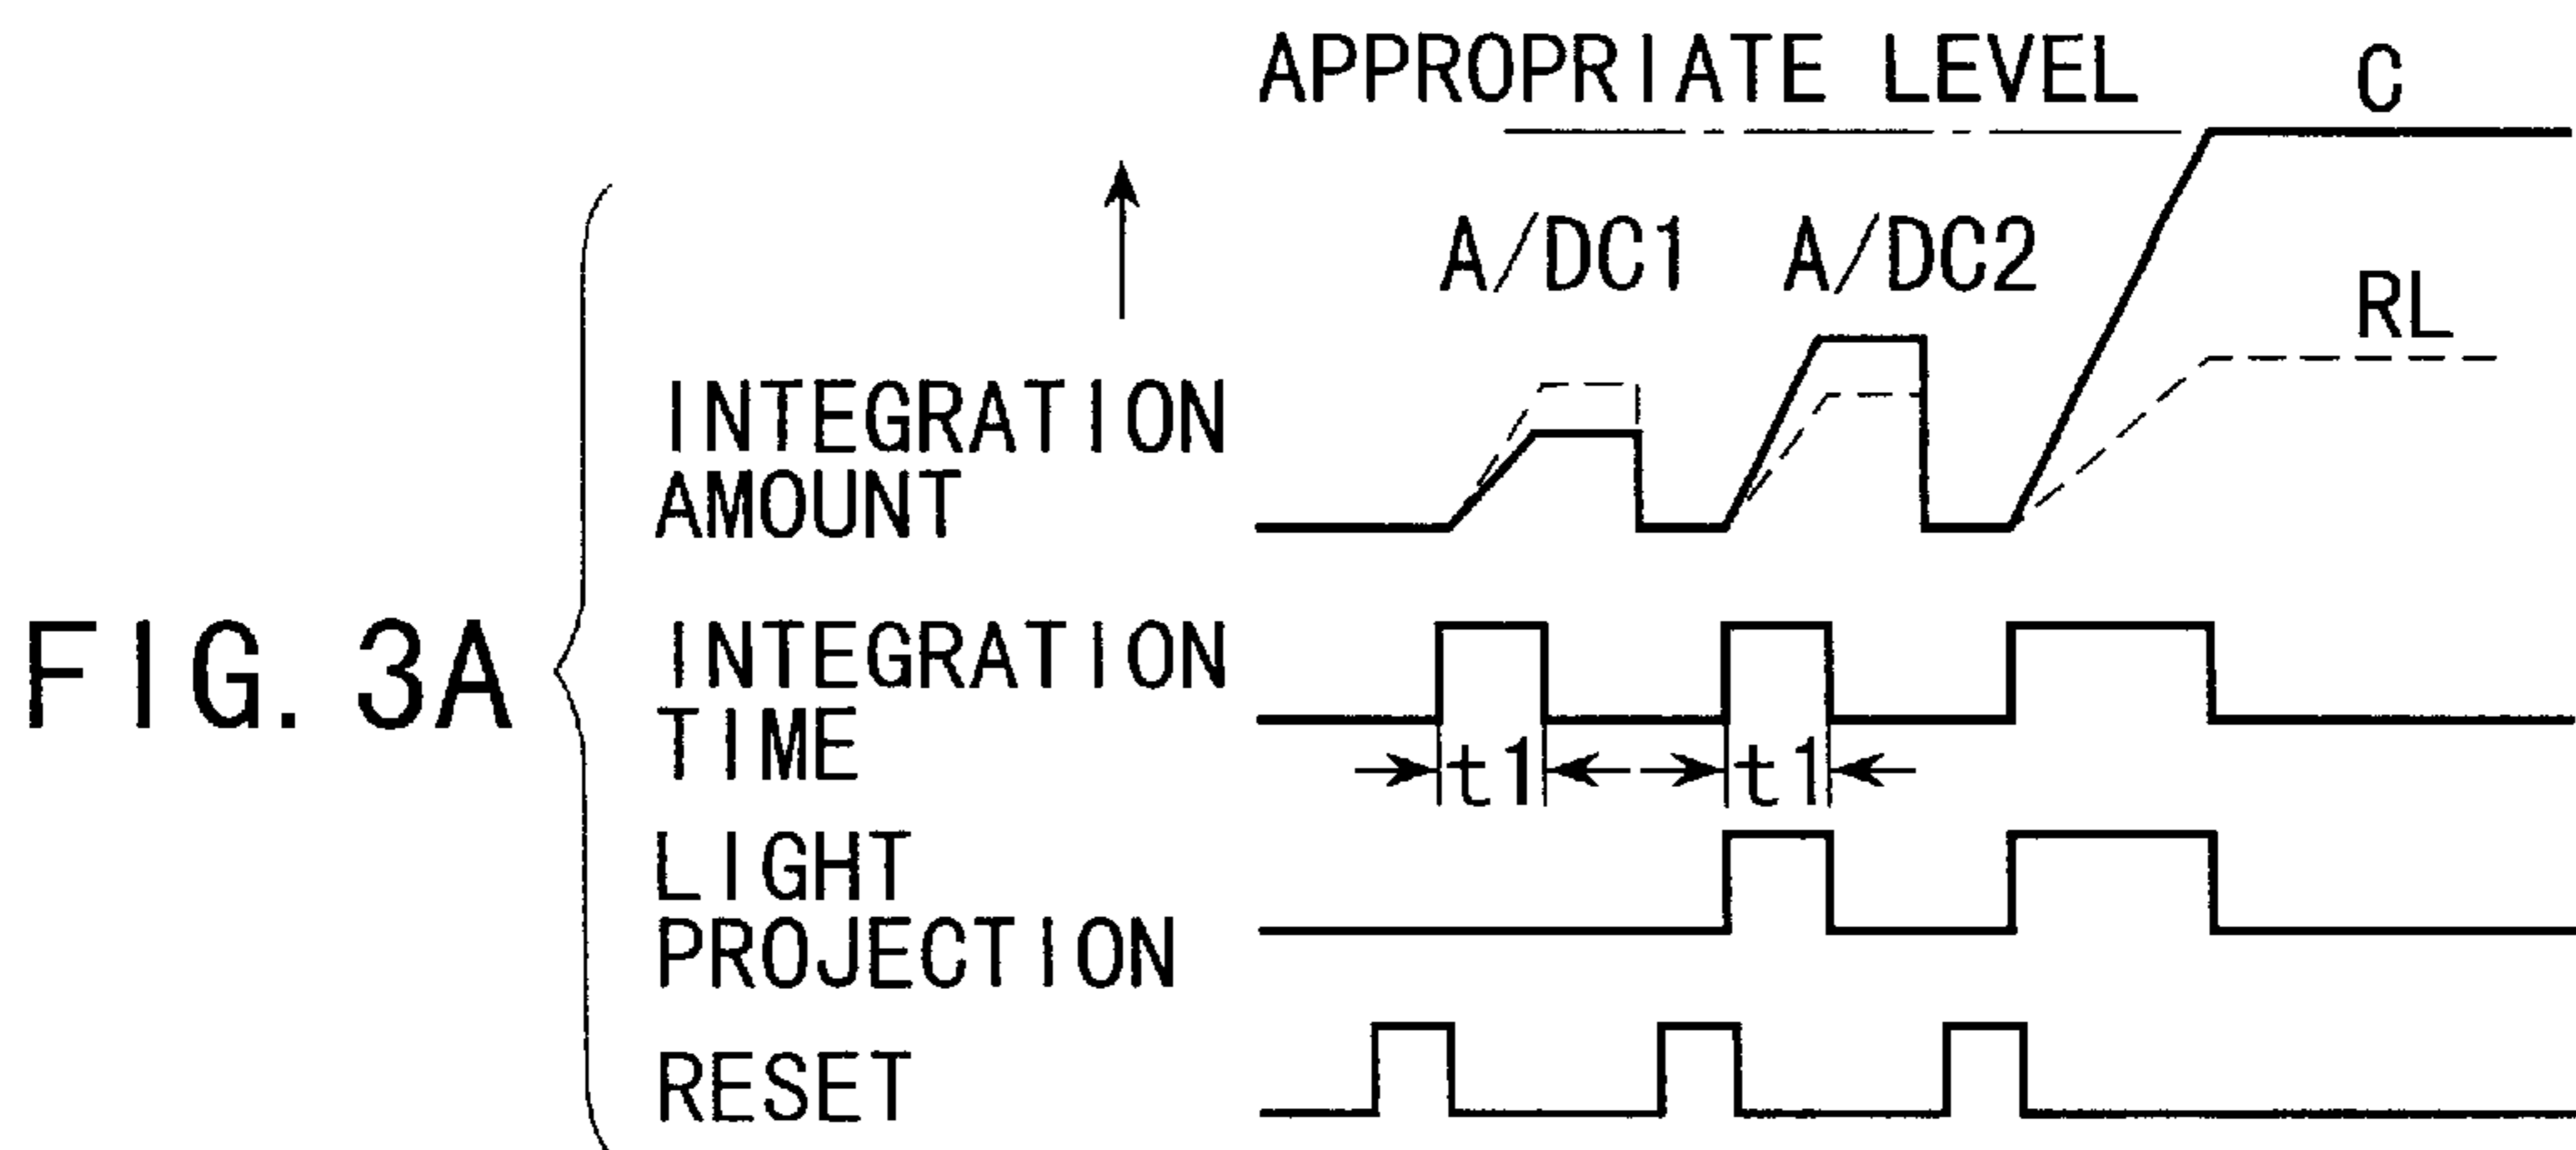 APPROPRIATE LEVEL C
A/DC1 A/DC2
RL
INTEGRATION
AMOUNT
FIG. 3A
INTEGRATION
TIME
t1 t1
LIGHT
PROJECTION
RESET